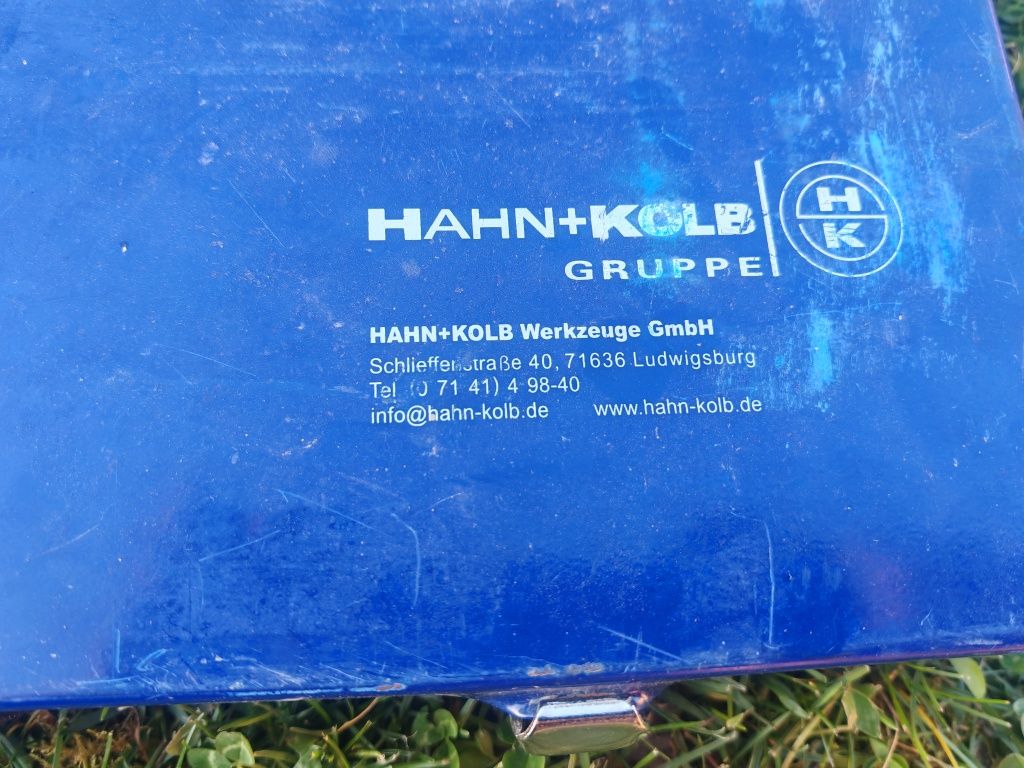 HAHN+KOLB
GRUPPE
H
K
HAHN+KOLB Werkzeuge GmbH
Schlieffenstraße 40, 71636 Ludwigsburg
Tel (0 71 41) 4 98-40
info@hahn-kolb.de www.hahn-kolb.de